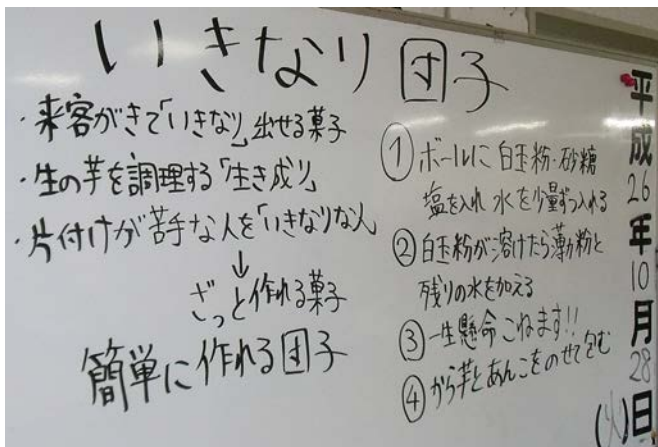 いきなり団子
・来客がきて「いきなり」出せる菓子
・生の芋を調理する「生き成り」
・片付けが苦手な人を「いきなりな人
↓
ざっと作れる菓子
簡単に作れる団子
① ボールに白玉粉・砂糖
塩を入れ 水を少量ずつ入れる
② 白玉粉が溶けたら薄力粉と
残りの水を加える
③ 一生懸命こねます!!
④ から芋とあんこをのせて包む
平成26年10月28日
(火)